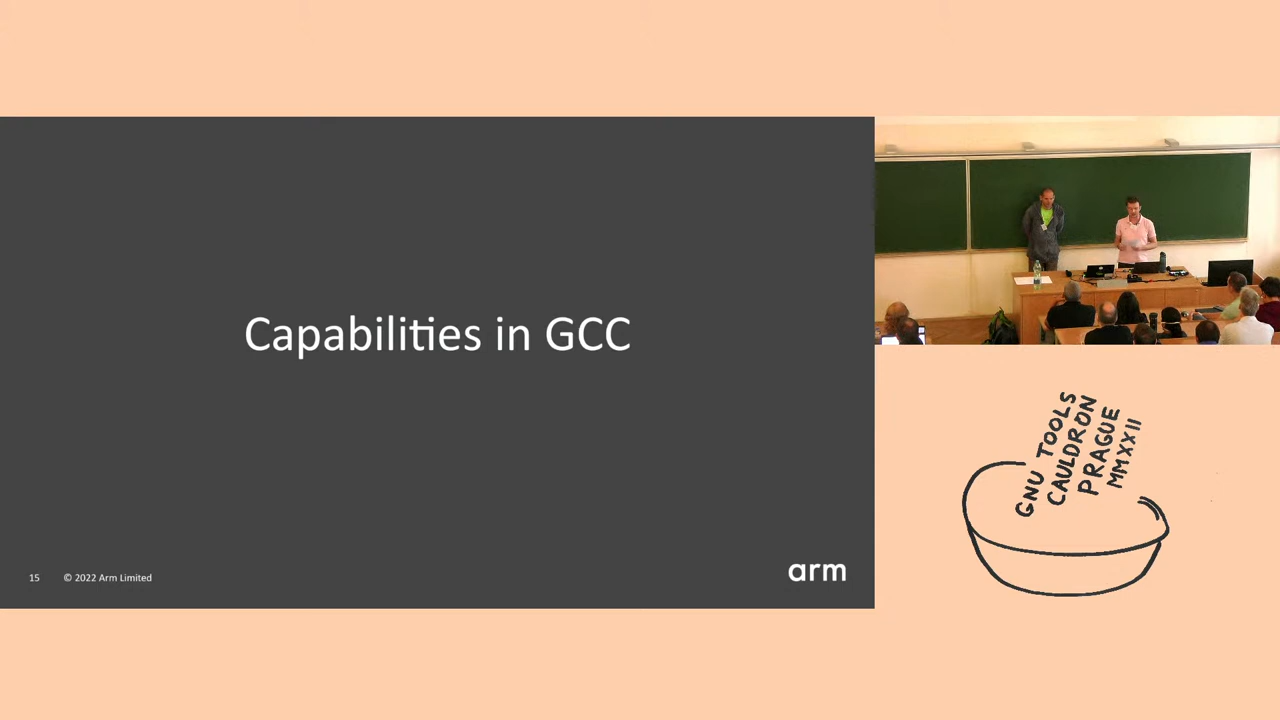 Capabilities in GCC
15 © 2022 Arm Limited
arm
GNU TOOLS
CAULDRON
PRAGUE
MMXXII